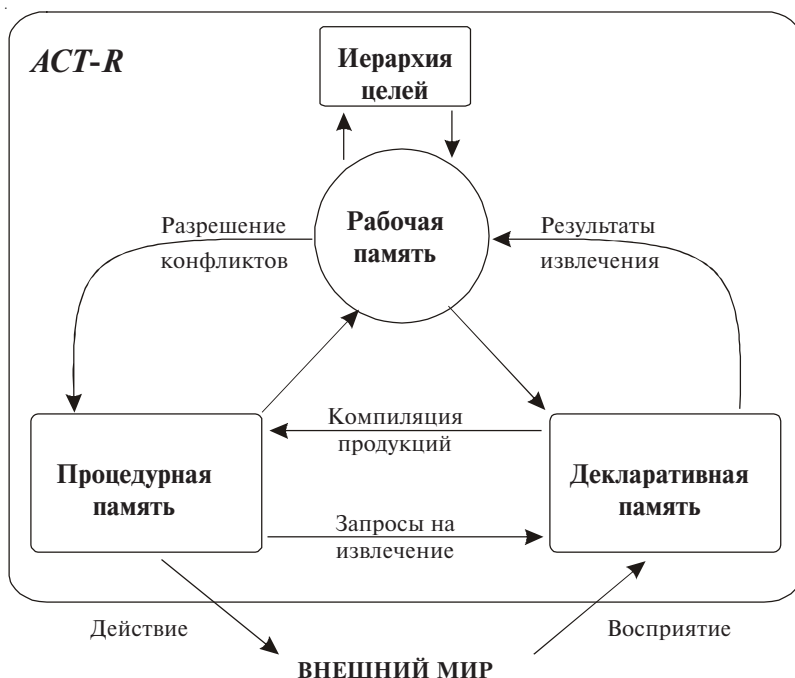 ACT-R
Иерархия
целей
Разрешение
конфликтов
Рабочая
память
Результаты
извлечения
Компиляция
продукций
Процедурная
память
Декларативная
память
Запросы на
извлечение
Действие
Восприятие
ВНЕШНИЙ МИР